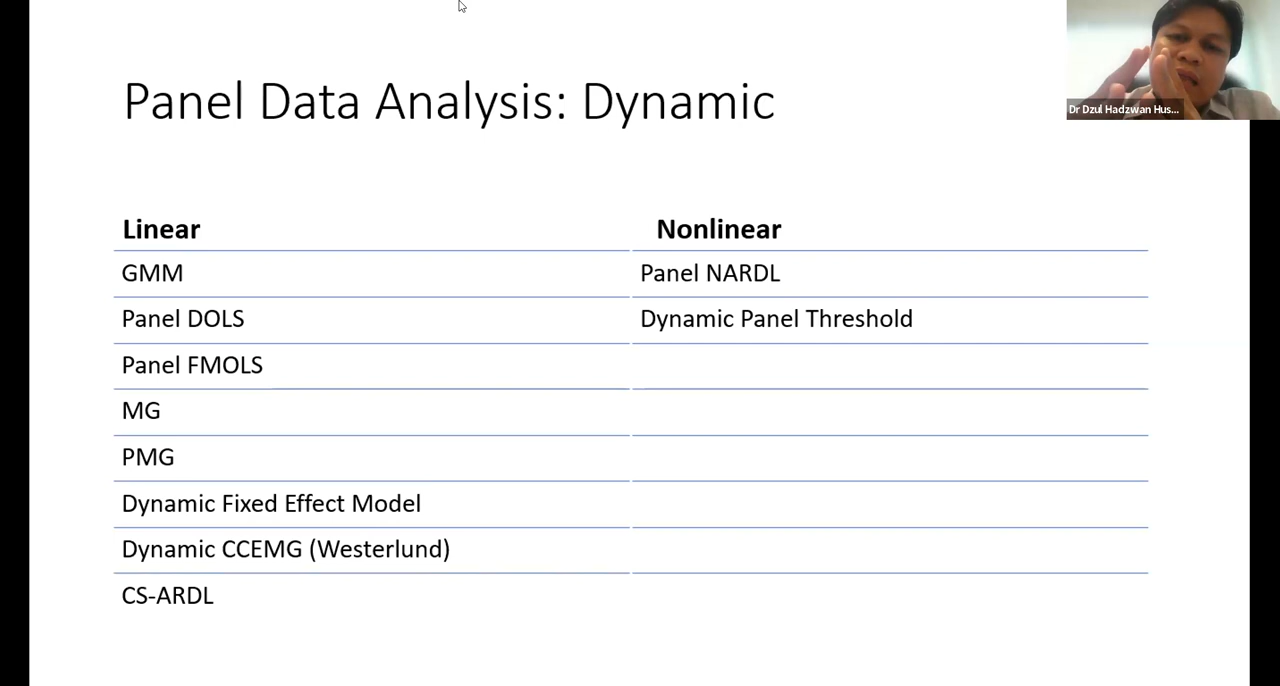 Panel Data Analysis: Dynamic
Dr Dzul Hadzwan Hus...
Linear Nonlinear
GMM Panel NARDL
Panel DOLS Dynamic Panel Threshold
Panel FMOLS
MG
PMG
Dynamic Fixed Effect Model
Dynamic CCEMG (Westerlund)
CS-ARDL